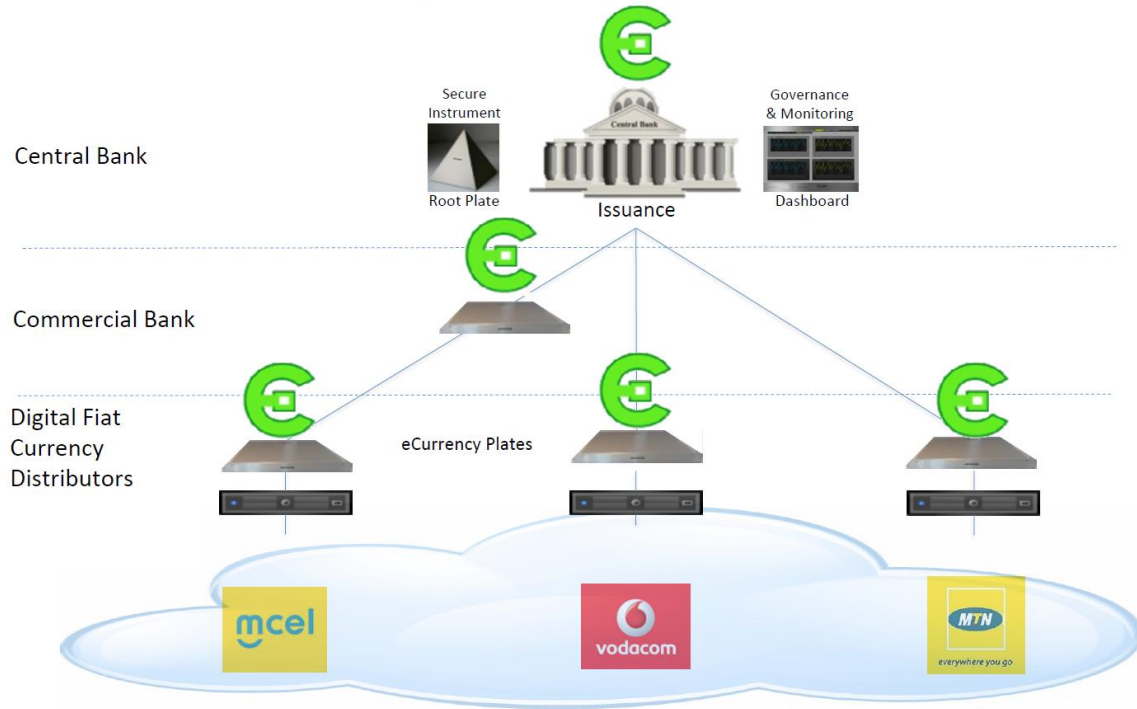 Secure
Instrument
Governance
& Monitoring
Central Bank
Central Bank
Root Plate
Issuance
Dashboard
Commercial Bank
Digital Fiat
Currency
Distributors
eCurrency Plates
mcel
vodacom
MTN
everywhere you go